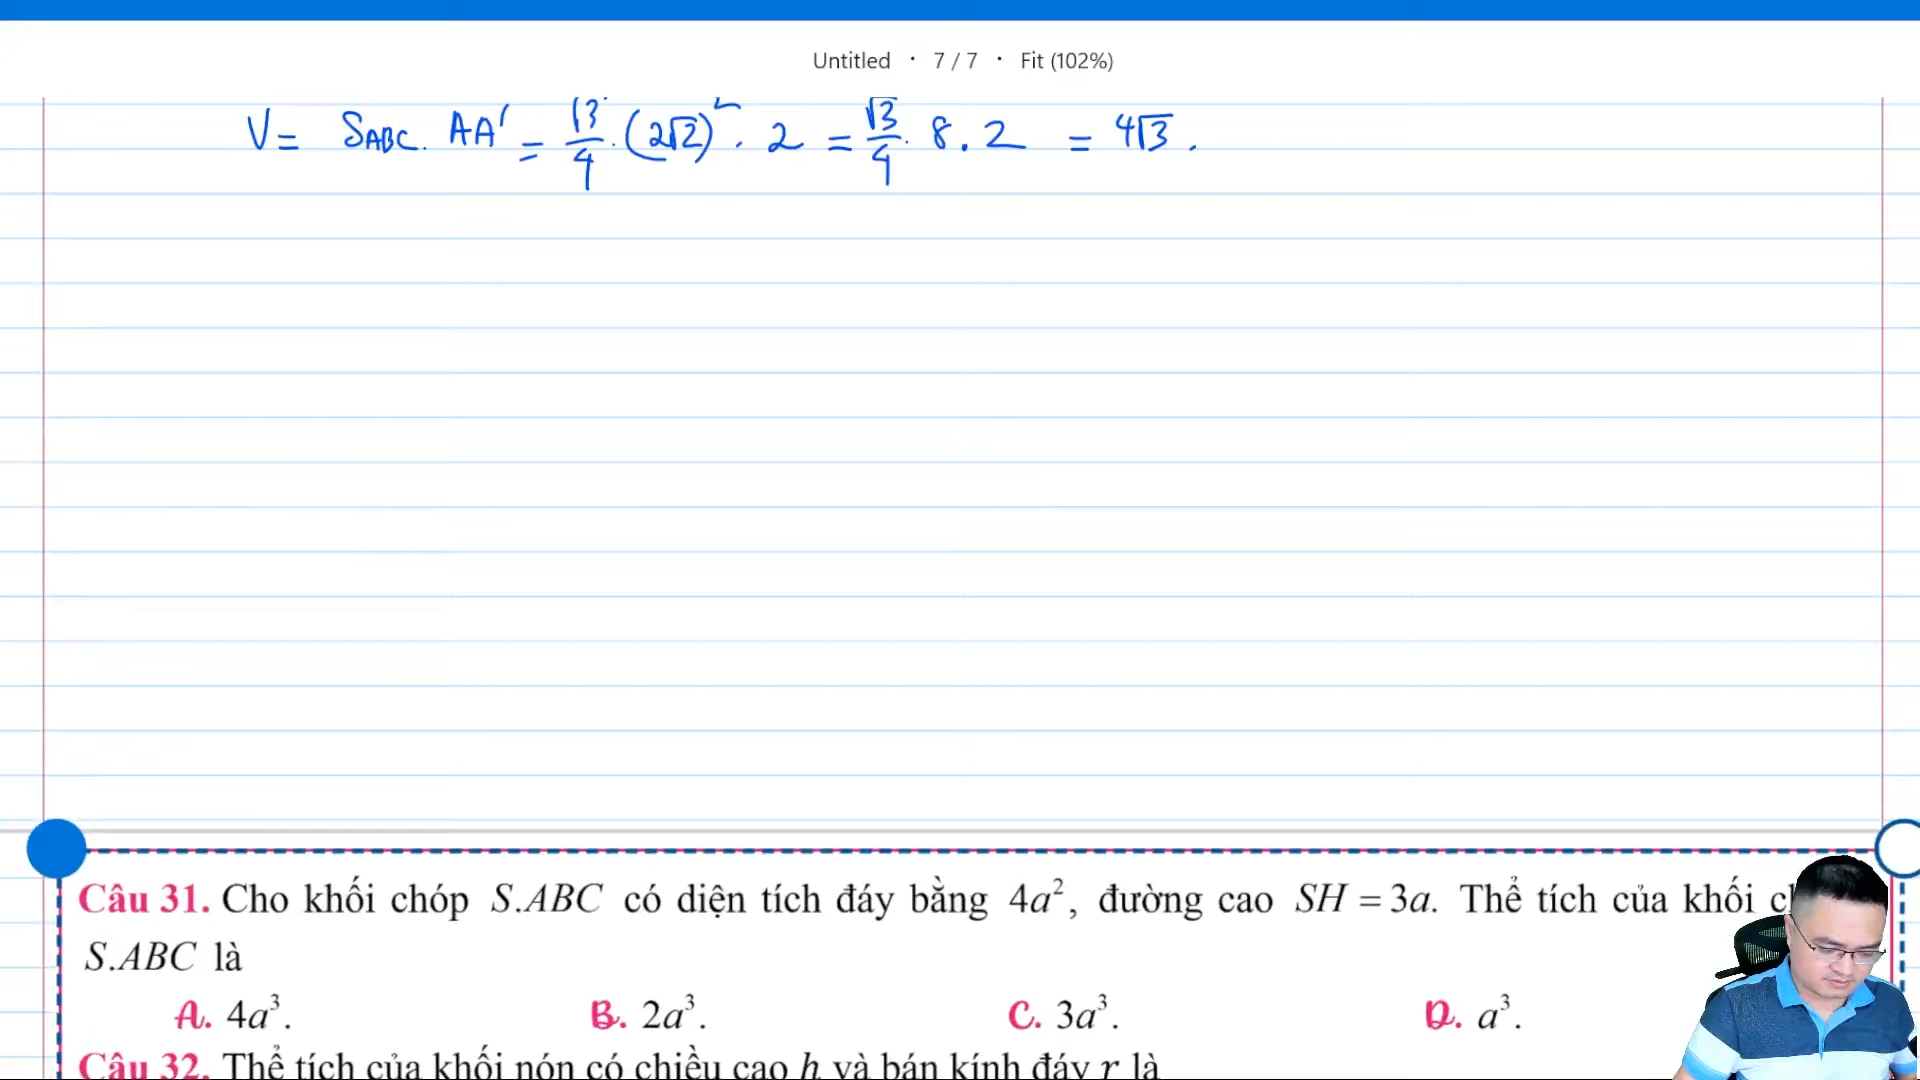 Untitled · 7 / 7 · Fit (102%)
V = S_ABC . AA' = √3/4 . (2√2)² . 2 = √3/4 . 8 . 2 = 4√3 .
Câu 31. Cho khối chóp S.ABC có diện tích đáy bằng 4a², đường cao SH = 3a. Thể tích của khối
S.ABC là
A. 4a³. B. 2a³. C. 3a³. D. a³.
Câu 32. Thể tích của khối nón có chiều cao h và bán kính đáy r là